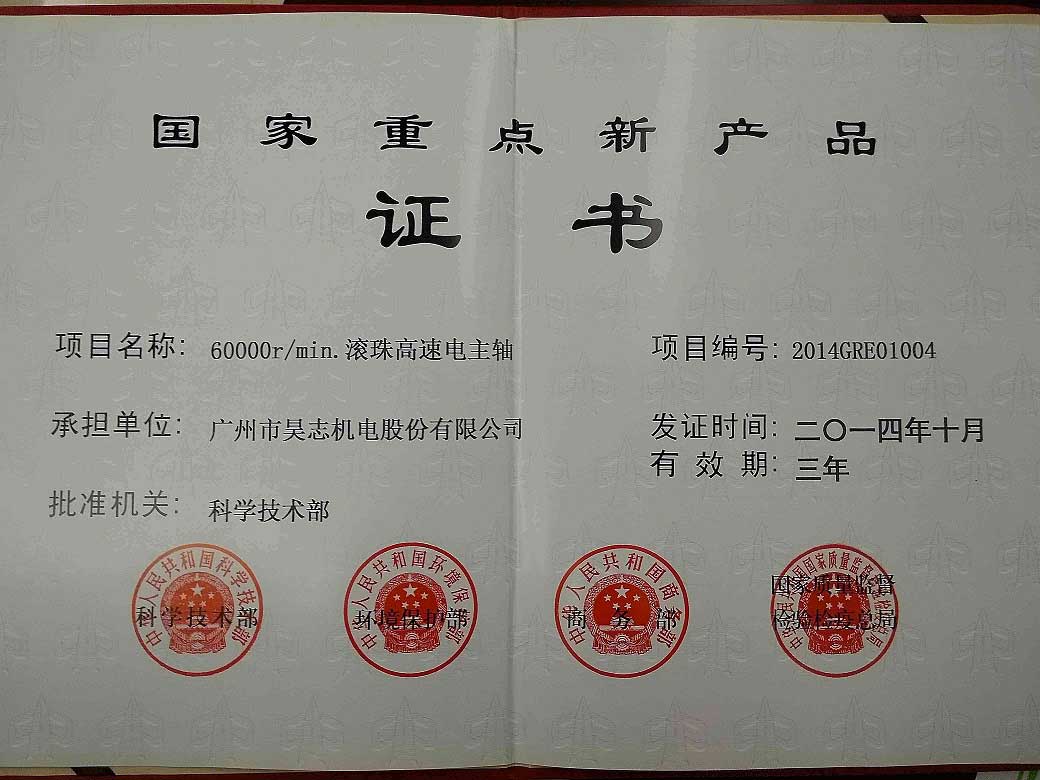 国家重点新产品
证书
项目名称: 60000r/min.滚珠高速电主轴
项目编号: 2014GRE01004
承担单位: 广州市昊志机电股份有限公司
发证时间: 二〇一四年十月
有效期: 三年
批准机关: 科学技术部
中华人民共和国科学技术部
科学技术部
中华人民共和国环境保护部
环境保护部
中华人民共和国商务部
商务部
国家质量监督
检验检疫总局